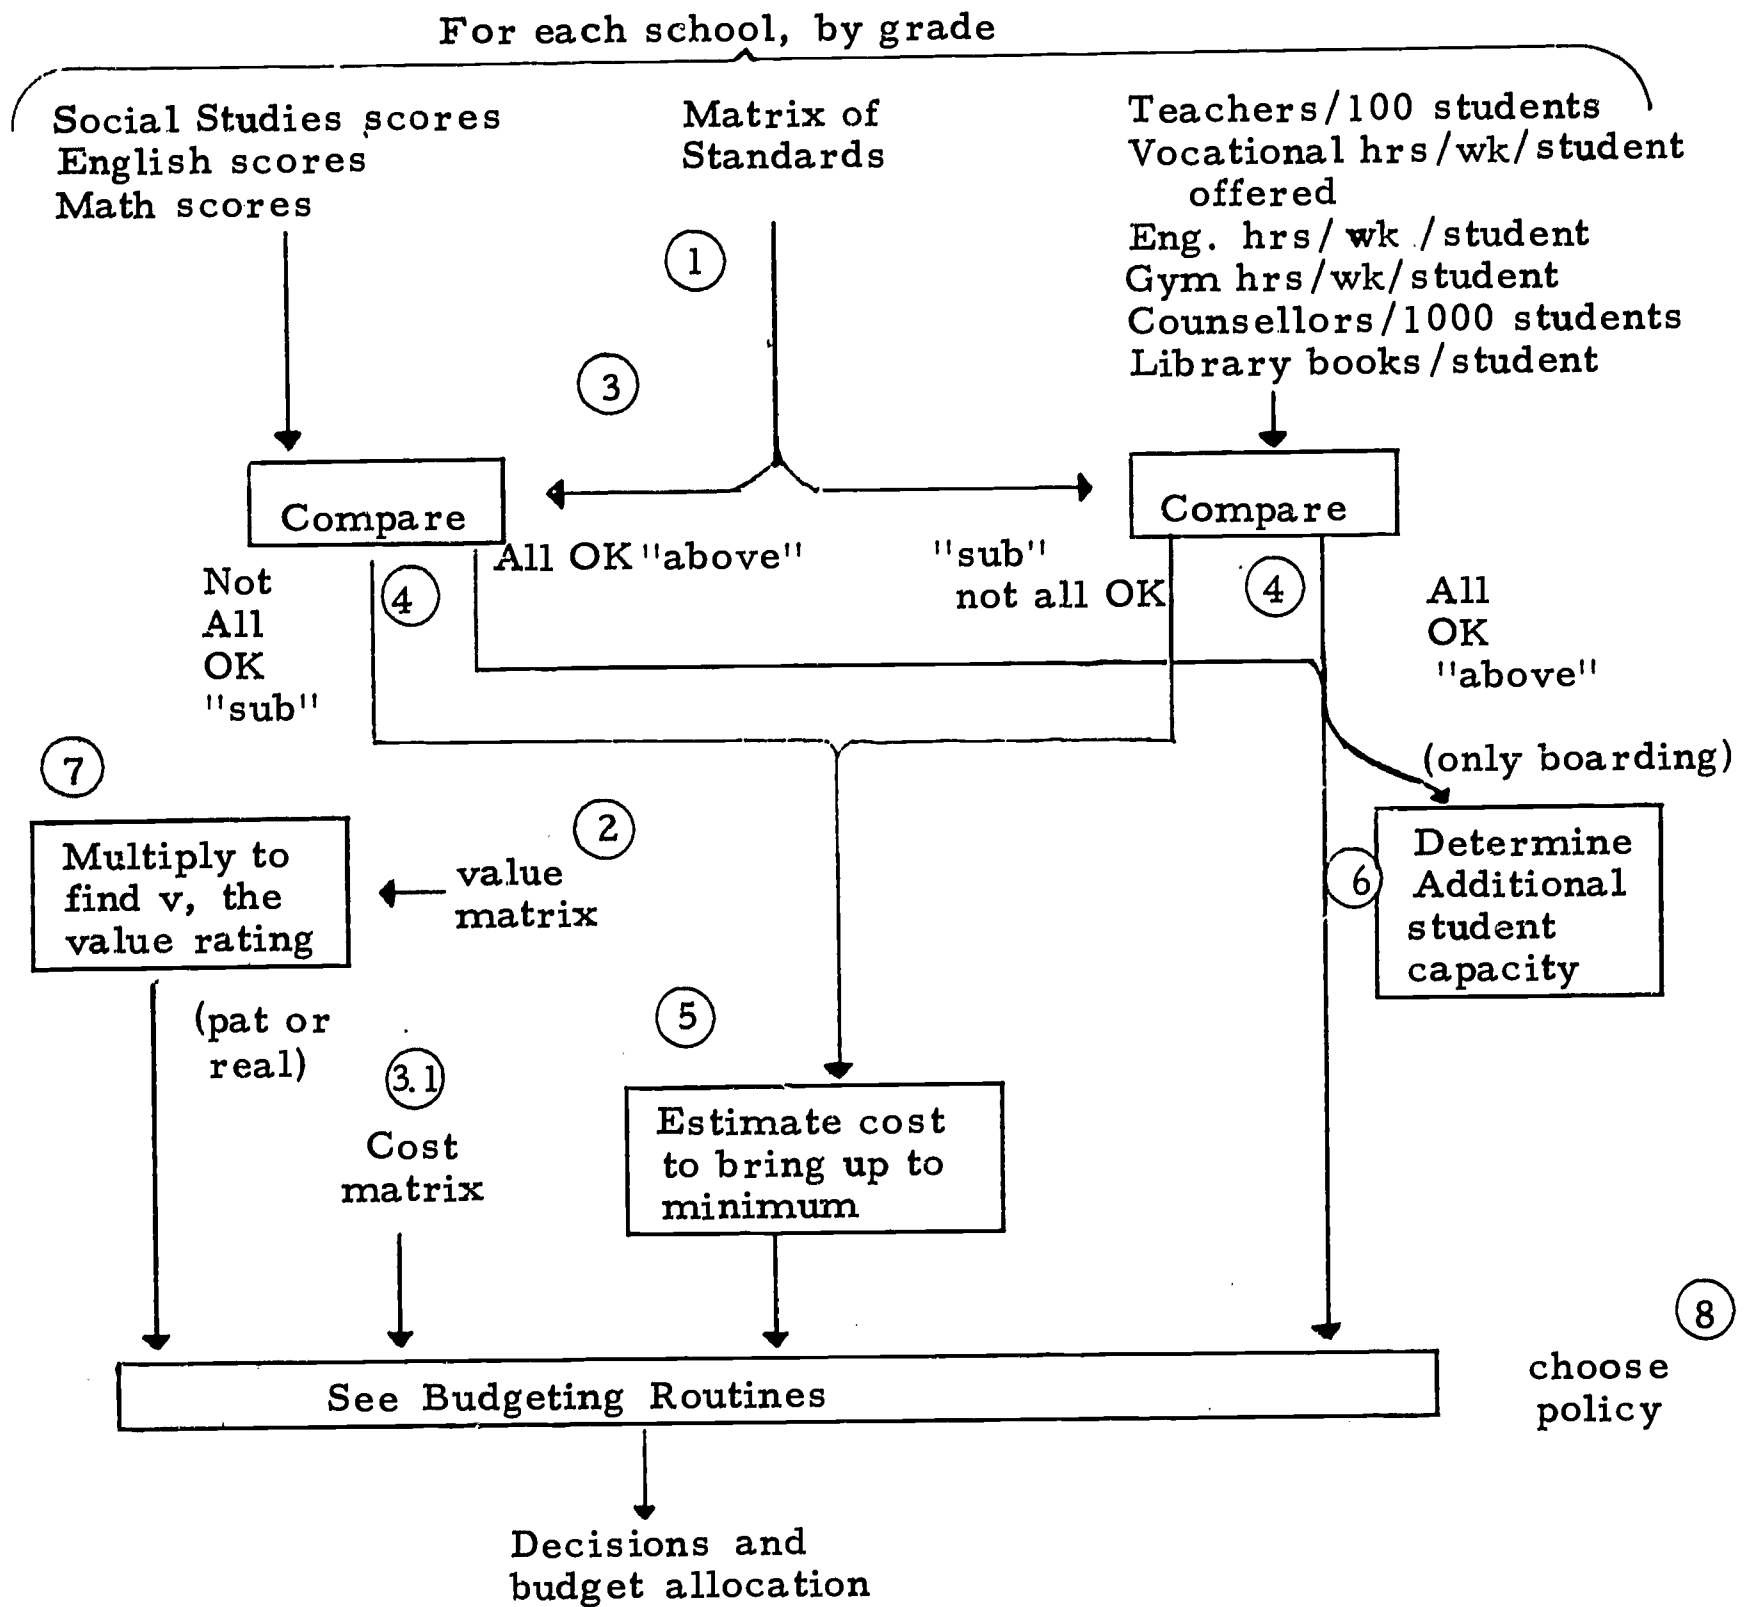 For each school, by grade
Social Studies scores
English scores
Math scores
Matrix of
Standards
Teachers/100 students
Vocational hrs/wk/student
offered
Eng. hrs/wk/student
Gym hrs/wk/student
Counsellors/1000 students
Library books/student
1
3
Compare
Compare
All OK "above"
"sub"
not all OK
Not
All
OK
"sub"
4
4
All
OK
"above"
(only boarding)
7
Multiply to
find v, the
value rating
2
value
matrix
6
Determine
Additional
student
capacity
(pat or
real)
3.1
Cost
matrix
5
Estimate cost
to bring up to
minimum
8
choose
policy
See Budgeting Routines
Decisions and
budget allocation